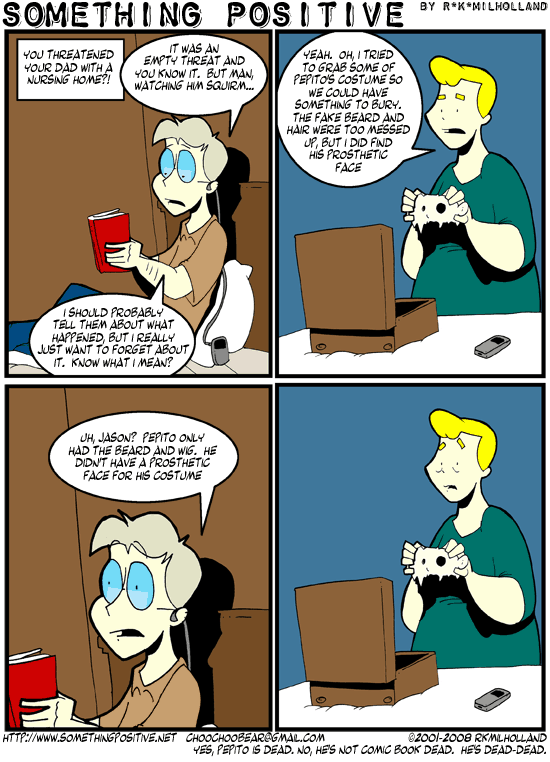 SOMETHING POSITIVE
BY R*K*MILHOLLAND
YOU THREATENED
YOUR DAD WITH A
NURSING HOME?!
IT WAS AN
EMPTY THREAT AND
YOU KNOW IT. BUT MAN,
WATCHING HIM SQUIRM...
I SHOULD PROBABLY
TELL THEM ABOUT WHAT
HAPPENED, BUT I REALLY
JUST WANT TO FORGET ABOUT
IT. KNOW WHAT I MEAN?
YEAH. OH, I TRIED
TO GRAB SOME OF
PEPITO'S COSTUME SO
WE COULD HAVE
SOMETHING TO BURY.
THE FAKE BEARD AND
HAIR WERE TOO MESSED
UP, BUT I DID FIND
HIS PROSTHETIC
FACE
UH, JASON? PEPITO ONLY
HAD THE BEARD AND WIG. HE
DIDN'T HAVE A PROSTHETIC
FACE FOR HIS COSTUME
HTTP://WWW.SOMETHINGPOSITIVE.NET CHOOCHOOBEAR@GMAIL.COM ©2001-2008 RKMILHOLLAND
YES, PEPITO IS DEAD. NO, HE'S NOT COMIC BOOK DEAD. HE'S DEAD-DEAD.